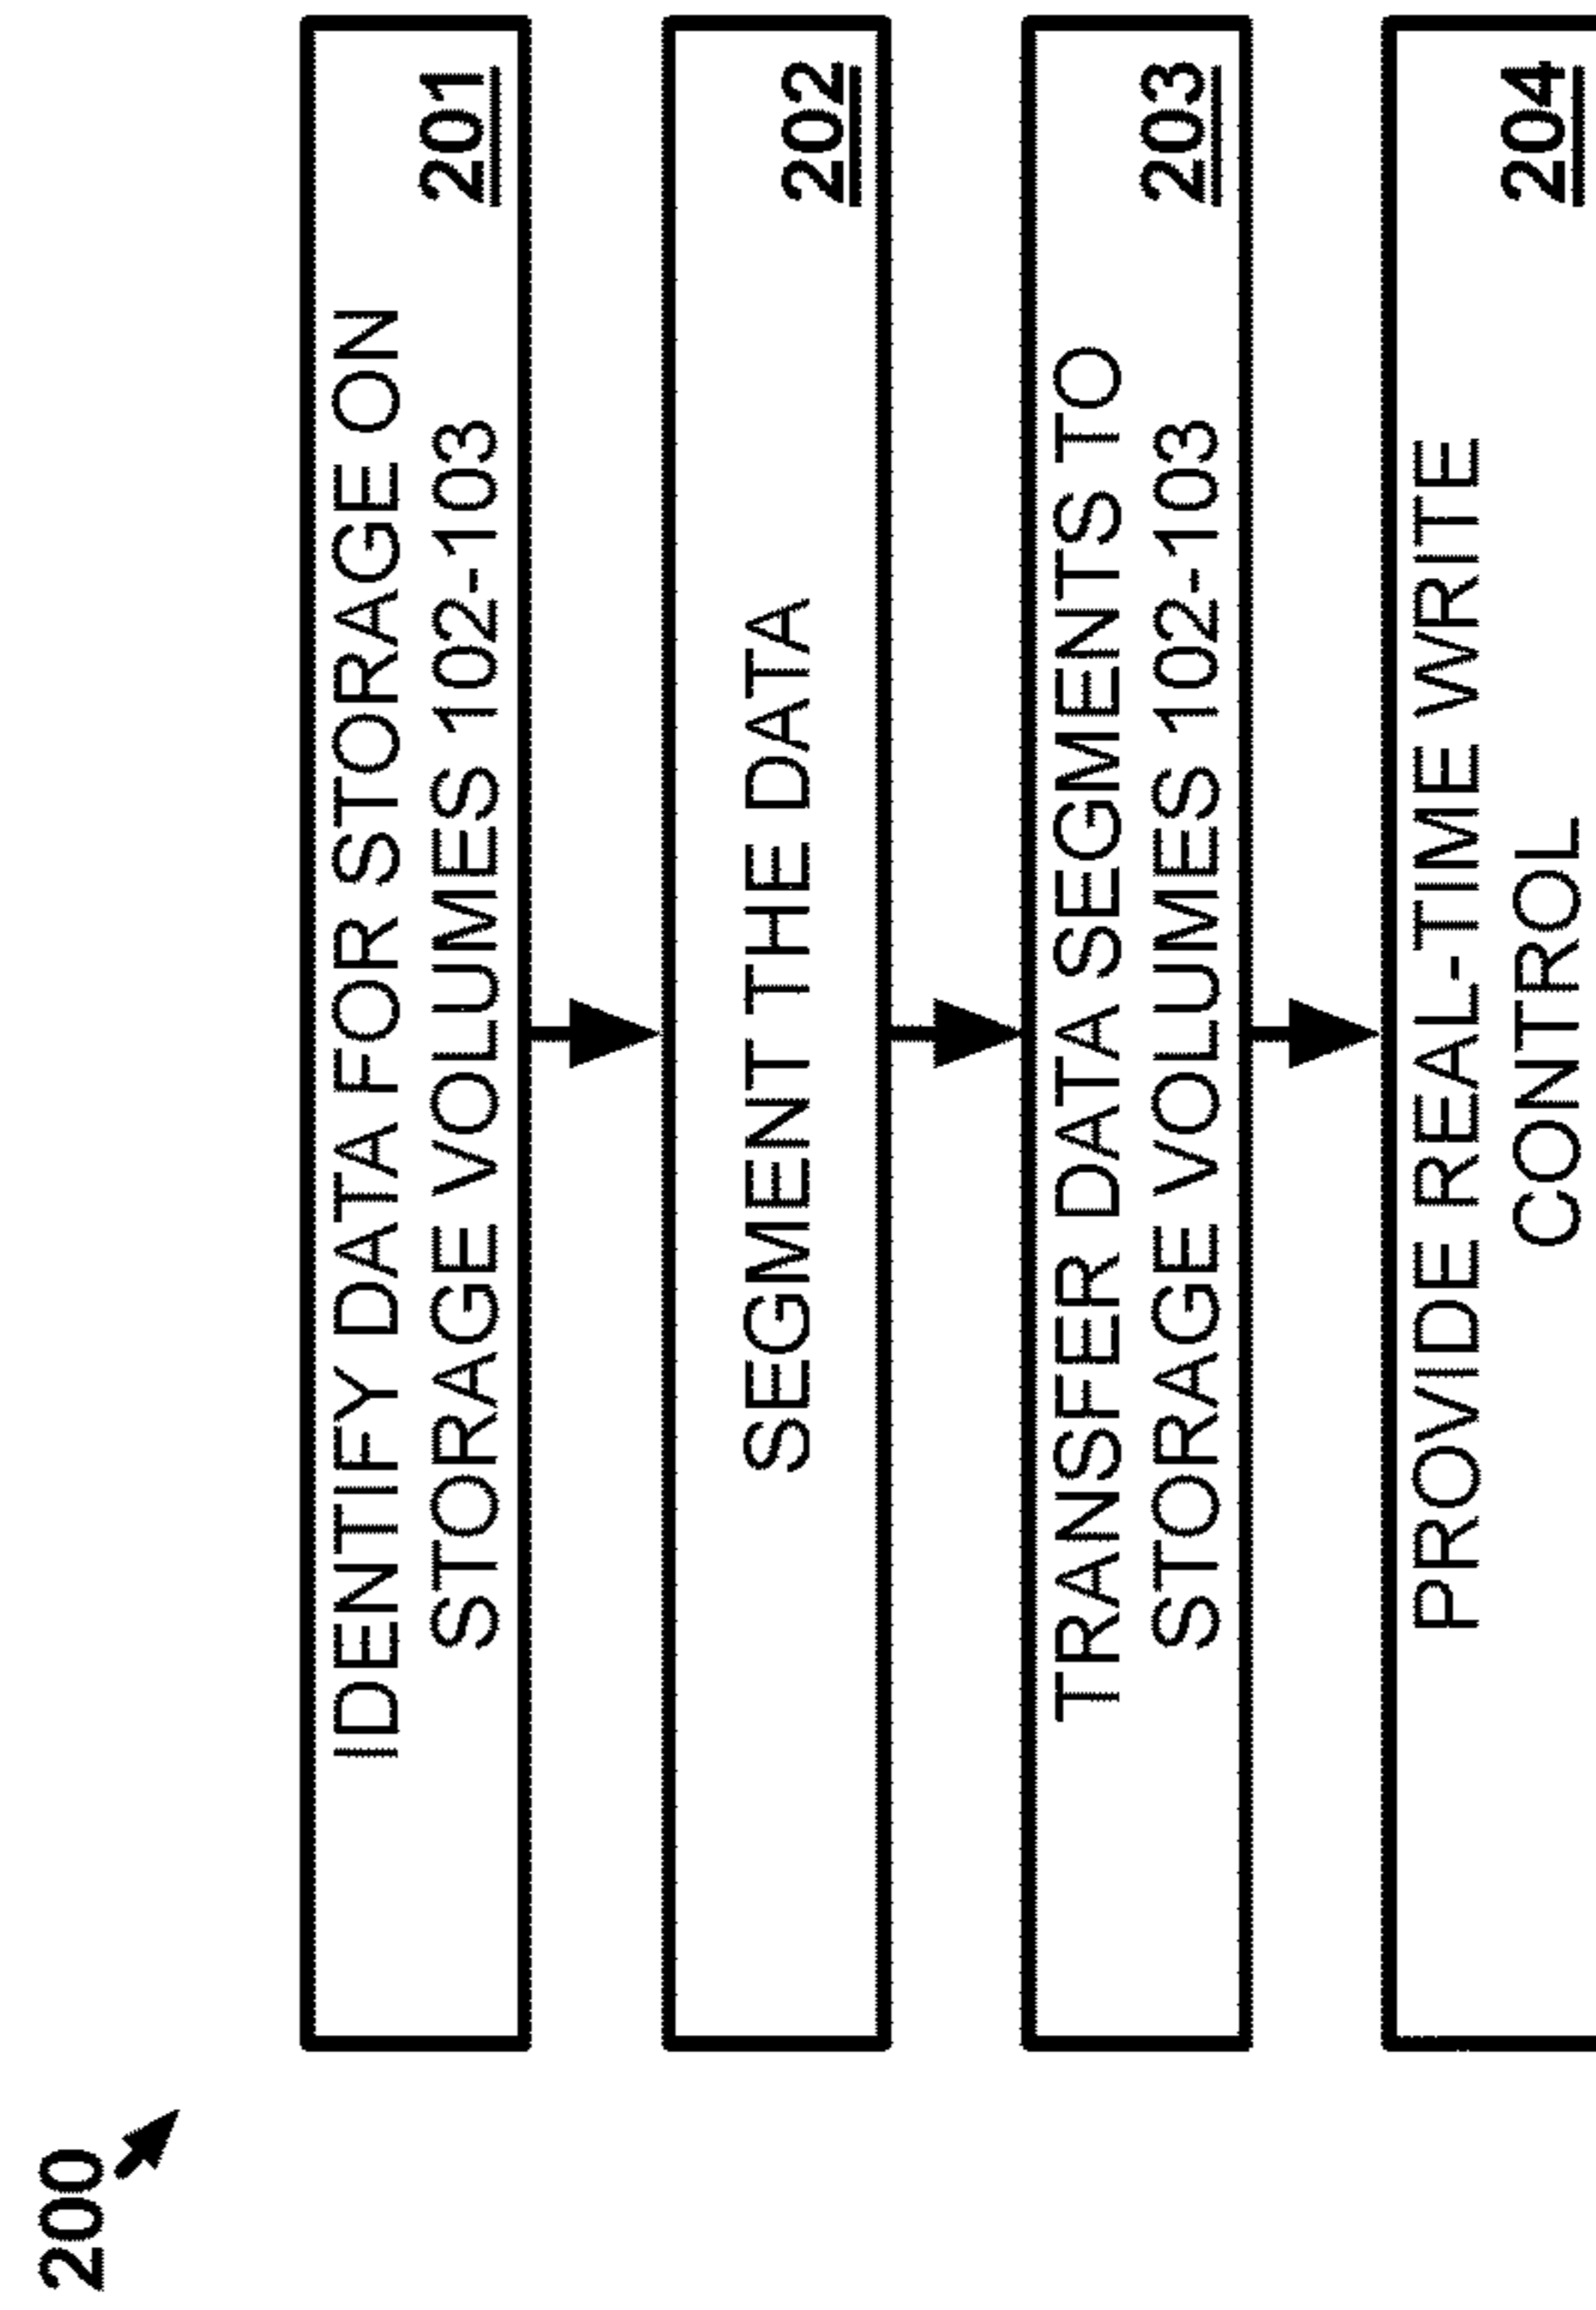 200
IDENTIFY DATA FOR STORAGE ON
STORAGE VOLUMES 102-103
201
SEGMENT THE DATA
202
TRANSFER DATA SEGMENTS TO
STORAGE VOLUMES 102-103
203
PROVIDE REAL-TIME WRITE
CONTROL
204